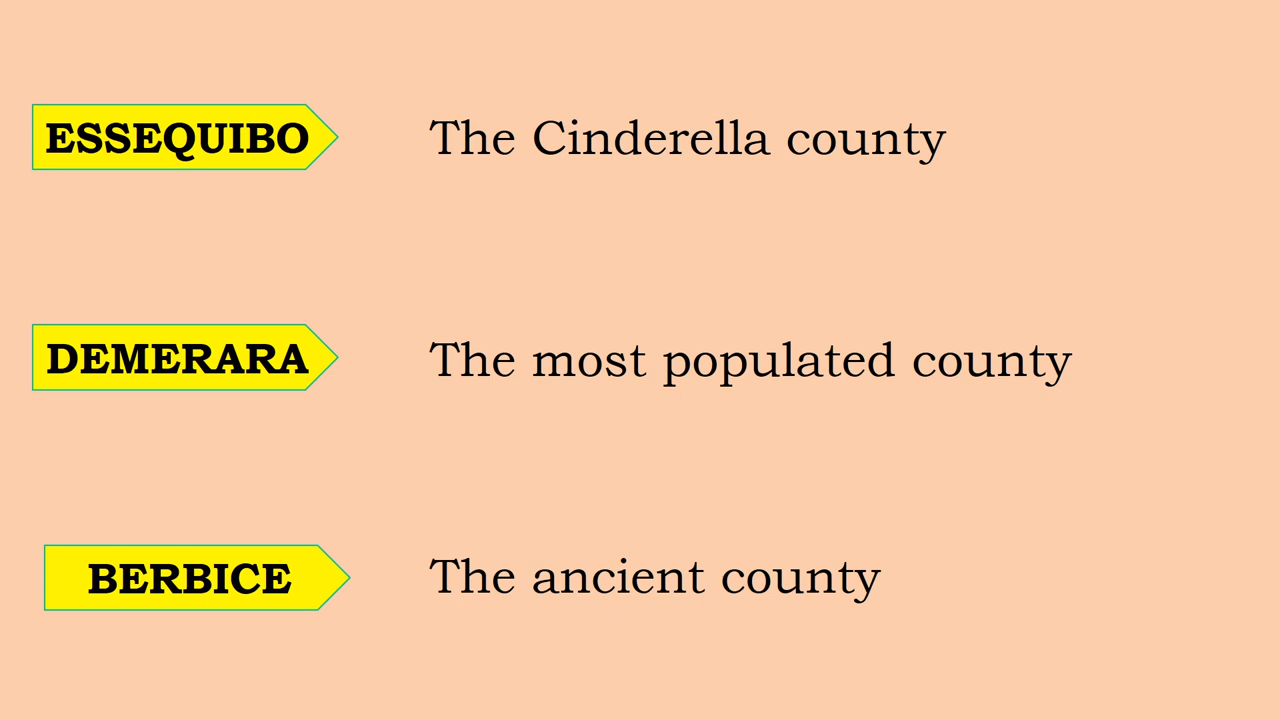 ESSEQUIBO The Cinderella county
DEMERARA The most populated county
BERBICE The ancient county